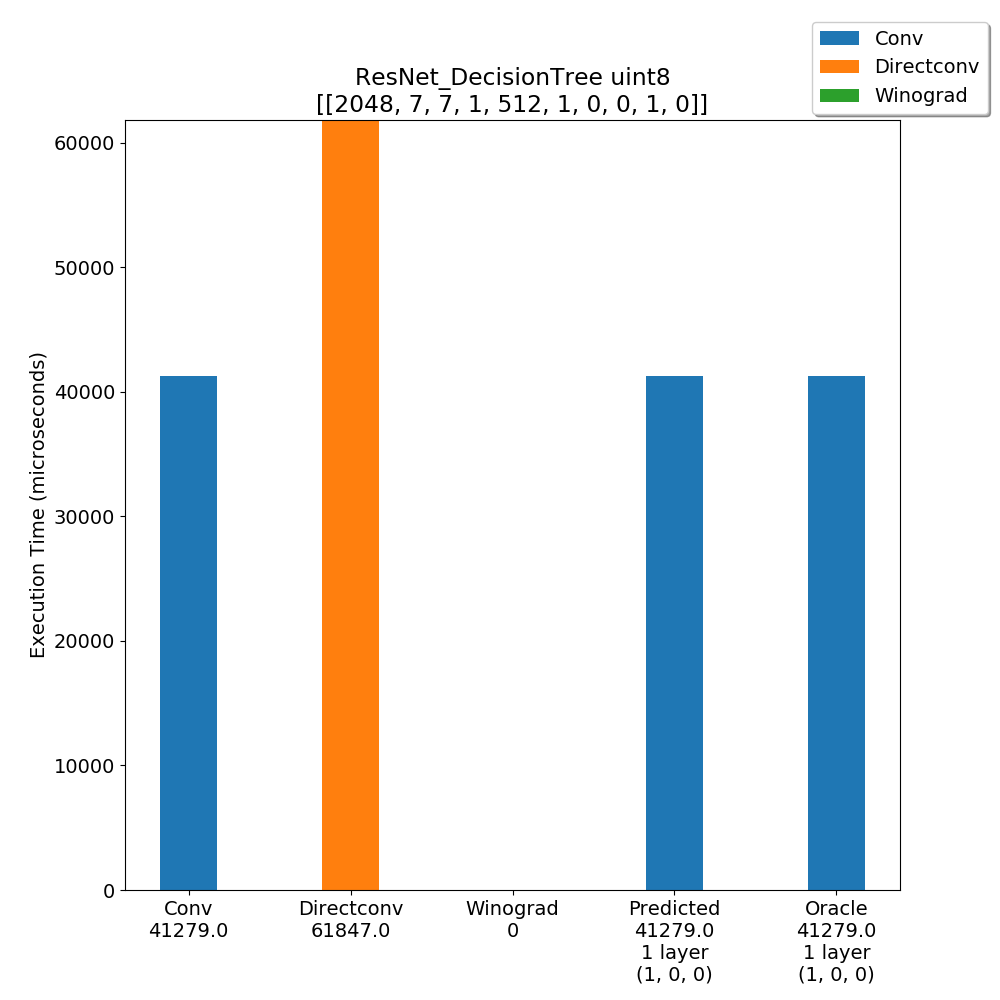 Conv
Directconv
Winograd
ResNet_DecisionTree uint8
[[2048, 7, 7, 1, 512, 1, 0, 0, 1, 0]]
Execution Time (microseconds)
60000
50000
40000
30000
20000
10000
0
Conv
41279.0
Directconv
61847.0
Winograd
0
Predicted
41279.0
1 layer
(1, 0, 0)
Oracle
41279.0
1 layer
(1, 0, 0)